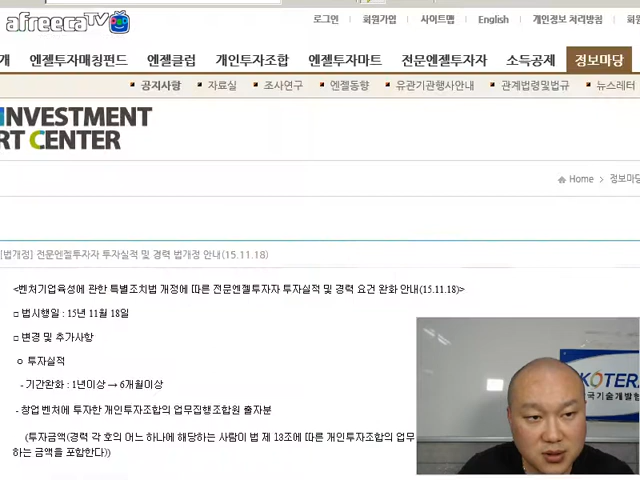 afreecaTV
로그인 회원가입 사이트맵 English 개인정보 처리방침
개 엔젤투자매칭펀드 엔젤클럽 개인투자조합 엔젤투자마트 전문엔젤투자자 소득공제 정보마당
공지사항 자료실 조사연구 엔젤동향 유관기관행사안내 관계법령및법규 뉴스레터
INVESTMENT
RT CENTER
Home > 정보마당
[법개정] 전문엔젤투자자 투자실적 및 경력 법개정 안내(15.11.18)
<벤처기업육성에 관한 특별조치법 개정에 따른 전문엔젤투자자 투자실적 및 경력 요건 완화 안내(15.11.18)>
□ 법시행일 : 15년 11월 18일
□ 변경 및 추가사항
ㅇ 투자실적
- 기간완화 : 1년이상 → 6개월이상
- 창업 벤처에 투자한 개인투자조합의 업무집행조합원 출자분
(투자금액(경력 각 호의 어느 하나에 해당하는 사람이 법 제 13조에 따른 개인투자조합의 업무
하는 금액을 포함한다))
KOTERA
국기술개발협